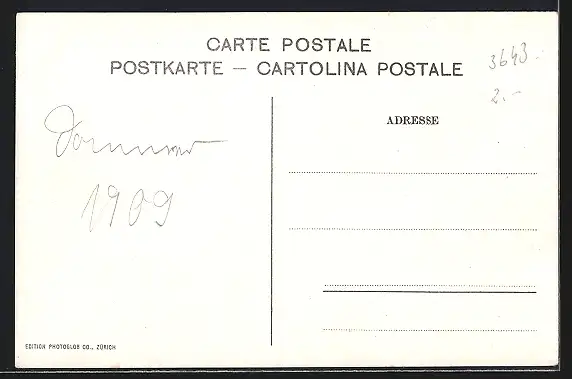 CARTE POSTALE
POSTKARTE — CARTOLINA POSTALE
3643.
2.-
ADRESSE
1909
EDITION PHOTOGLOB CO., ZÜRICH